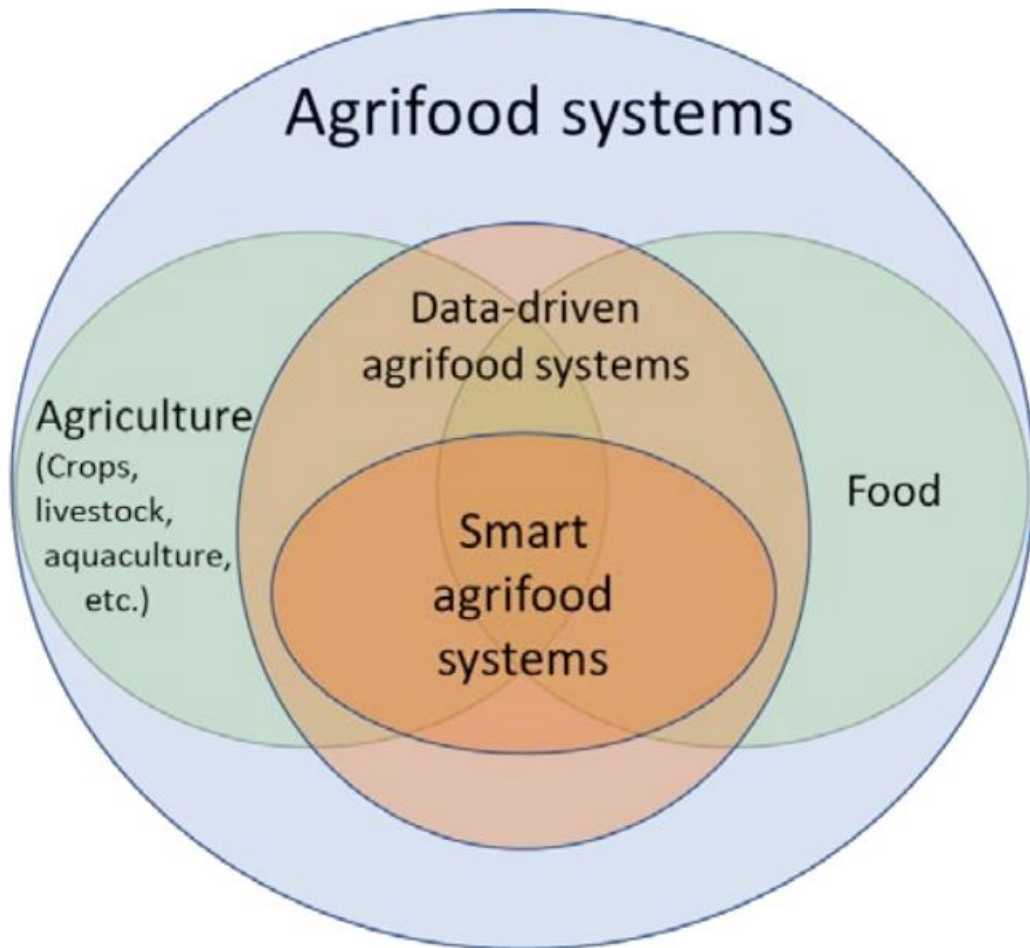 Agrifood systems
Data-driven
agrifood systems
Agriculture
(Crops,
livestock,
aquaculture,
etc.)
Food
Smart
agrifood
systems